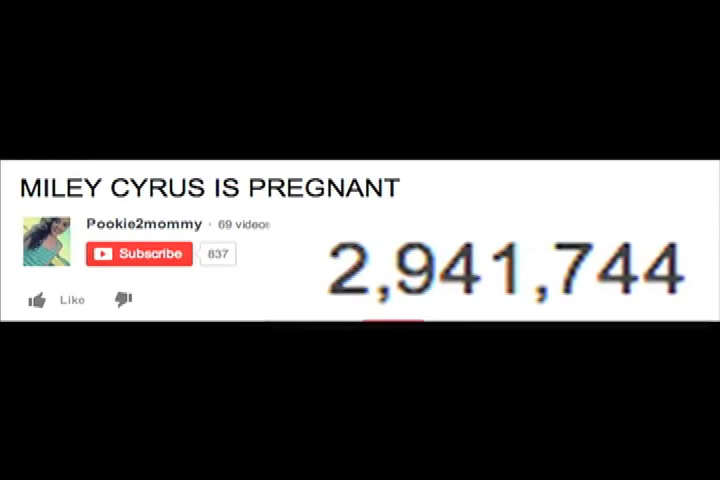 MILEY CYRUS IS PREGNANT
Pookie2mommy · 69 videos
Subscribe 837
2,941,744
Like